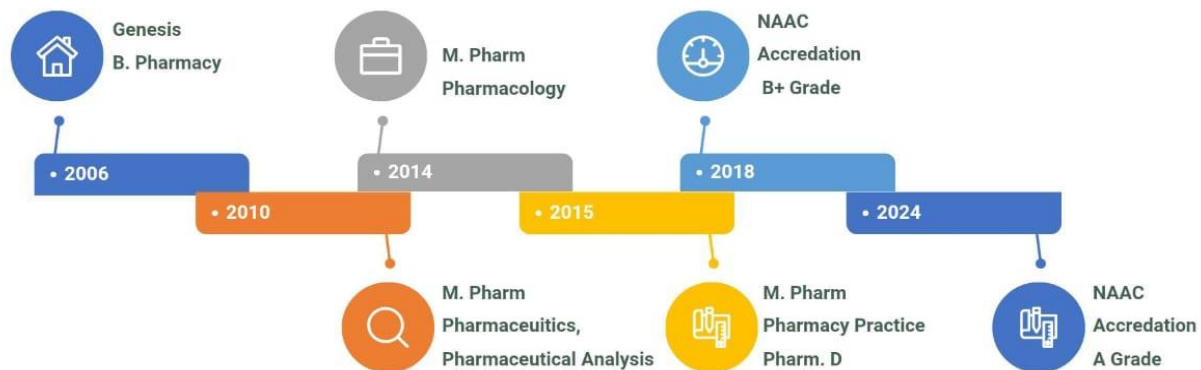 Genesis
B. Pharmacy
2006
2010
M. Pharm
Pharmaceuitics,
Pharmaceutical Analysis
M. Pharm
Pharmacology
2014
2015
M. Pharm
Pharmacy Practice
Pharm. D
NAAC
Accredation
B+ Grade
2018
2024
NAAC
Accredation
A Grade